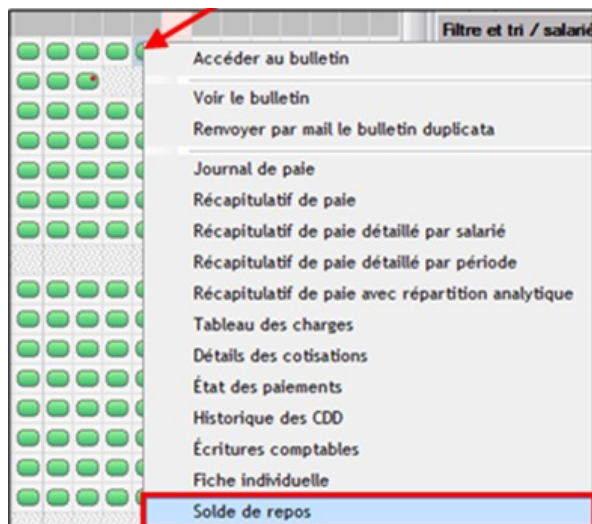 Filtre et tri / salarié
Accéder au bulletin
Voir le bulletin
Renvoyer par mail le bulletin duplicata
Journal de paie
Récapitulatif de paie
Récapitulatif de paie détaillé par salarié
Récapitulatif de paie détaillé par période
Récapitulatif de paie avec répartition analytique
Tableau des charges
Détails des cotisations
État des paiements
Historique des CDD
Écritures comptables
Fiche individuelle
Solde de repos